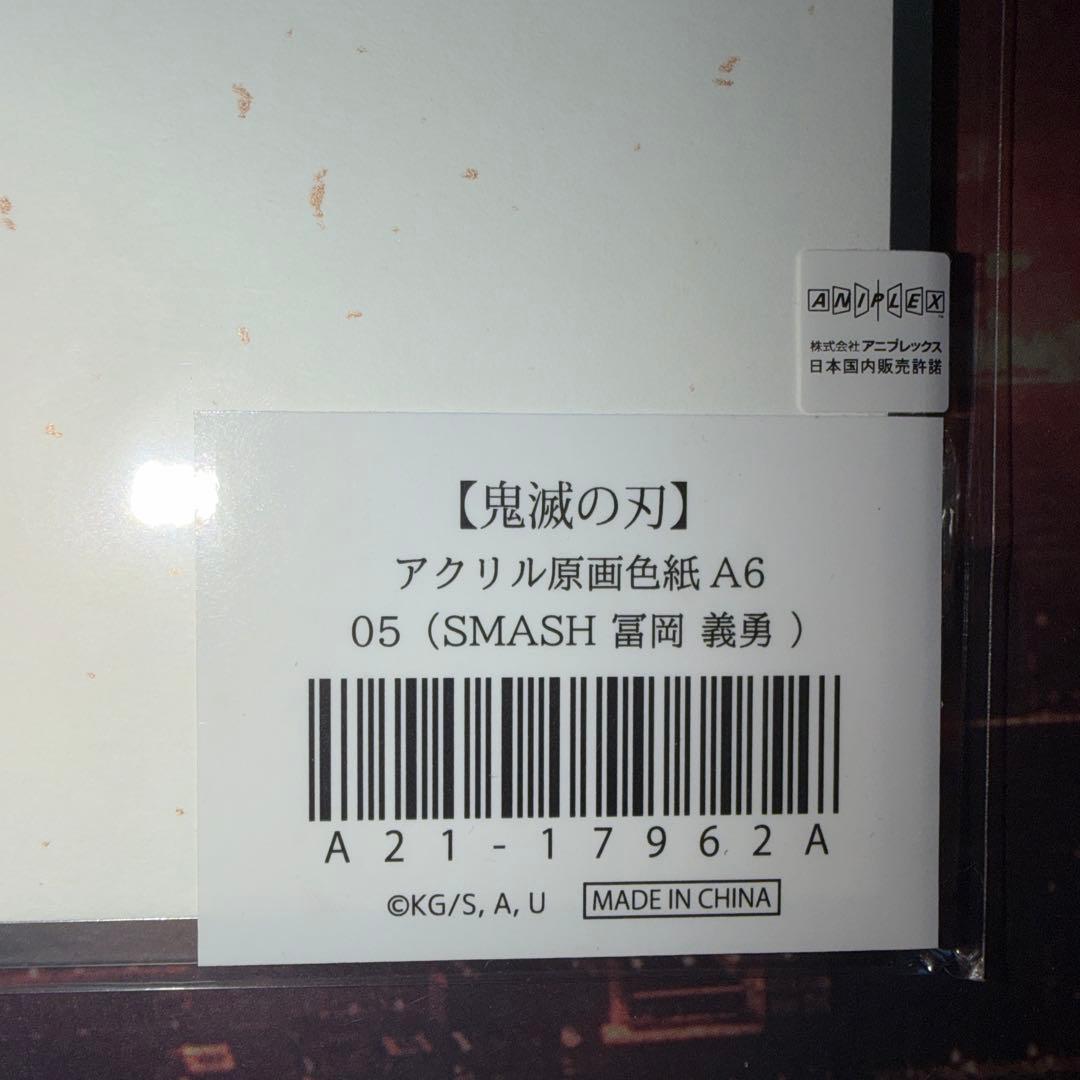 ANIPLEX
株式会社アニプレックス
日本国内販売許諾
【鬼滅の刃】
アクリル原画色紙 A6
05（SMASH 冨岡 義勇 ）
A21-17962A
©KG/S, A, U MADE IN CHINA